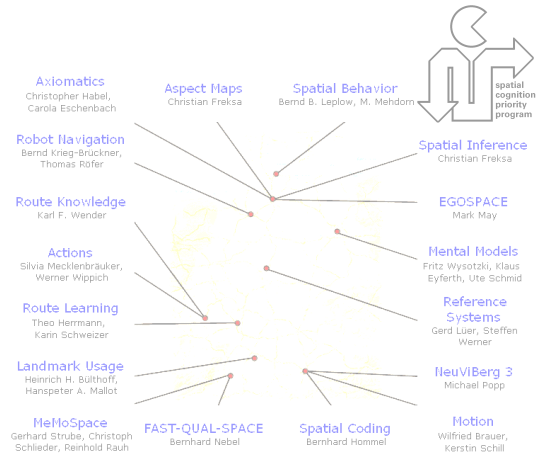 spatial
cognition
priority
program
Axiomatics
Christopher Habel,
Carola Eschenbach
Aspect Maps
Christian Freksa
Spatial Behavior
Bernd B. Leplow, M. Mehdorn
Robot Navigation
Bernd Krieg-Brückner,
Thomas Röfer
Spatial Inference
Christian Freksa
Route Knowledge
Karl F. Wender
EGOSPACE
Mark May
Actions
Silvia Mecklenbräuker,
Werner Wippich
Mental Models
Fritz Wysotzki, Klaus
Eyferth, Ute Schmid
Route Learning
Theo Herrmann,
Karin Schweizer
Reference
Systems
Gerd Lüer, Steffen
Werner
Landmark Usage
Heinrich H. Bülthoff,
Hanspeter A. Mallot
NeuViBerg 3
Michael Popp
MeMoSpace
Gerhard Strube, Christoph
Schlieder, Reinhold Rauh
FAST-QUAL-SPACE
Bernhard Nebel
Spatial Coding
Bernhard Hommel
Motion
Wilfried Brauer,
Kerstin Schill